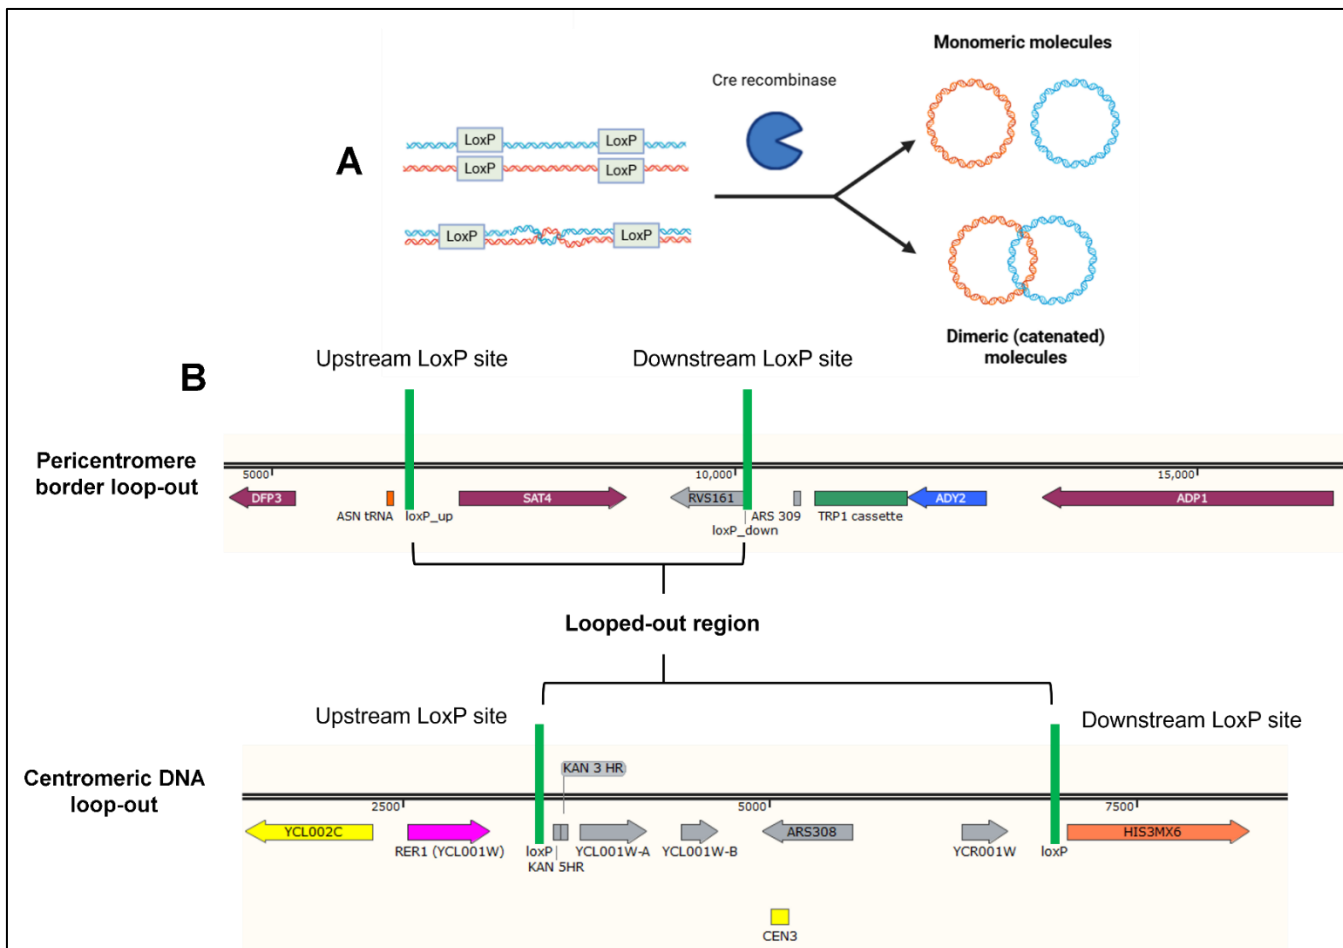 Monomeric molecules
Cre recombinase
LoxP LoxP
LoxP LoxP
A
LoxP LoxP
Dimeric (catenated)
molecules
B
Upstream LoxP site Downstream LoxP site
Pericentromere
border loop-out
5000 10,000 15,000
DFP3 SAT4 RVS161 ADY2 ADP1
ASN tRNA loxP_up ARS 309 TRP1 cassette
loxP_down
Looped-out region
Upstream LoxP site Downstream LoxP site
Centromeric DNA
loop-out
KAN 3 HR
2500 5000 7500
YCL002C ARS308 HIS3MX6
RER1 (YCL001W) loxP YCL001W-A YCL001W-B YCR001W loxP
KAN 5HR
CEN3